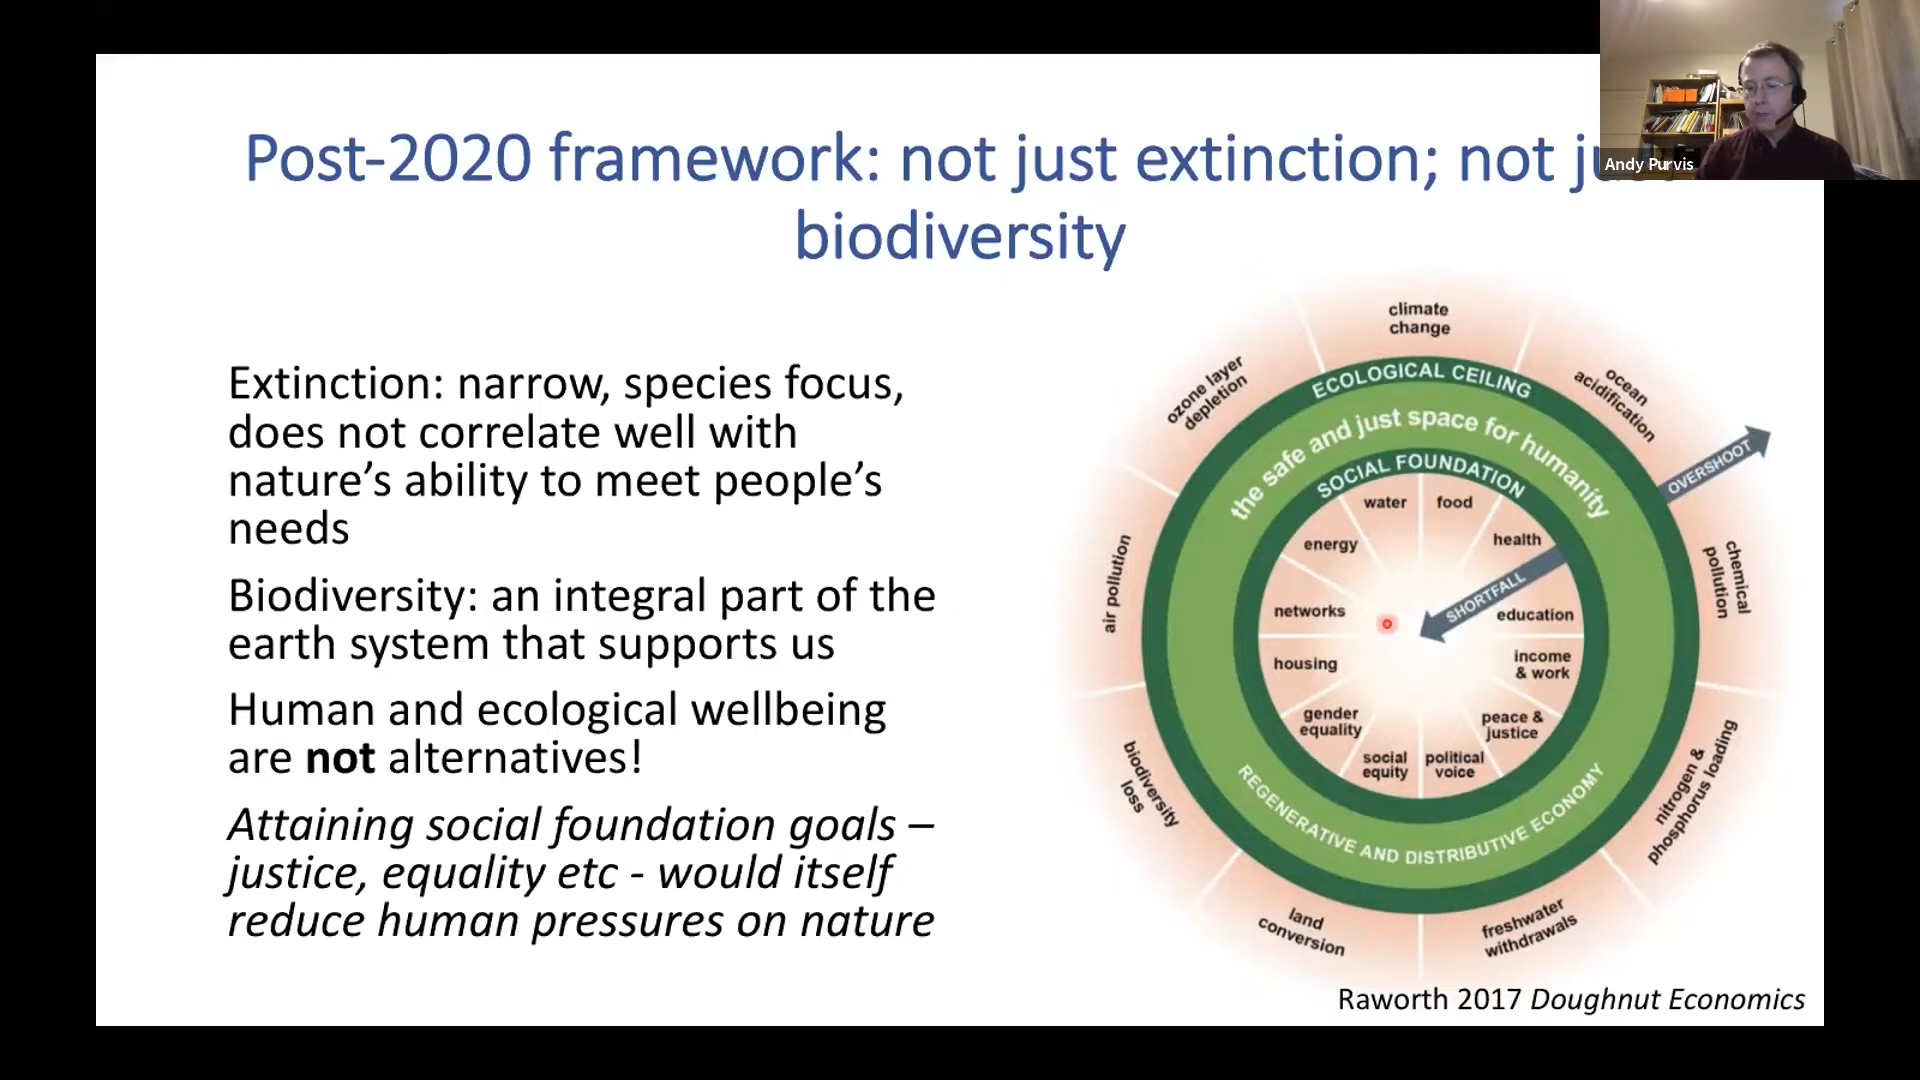 Post-2020 framework: not just extinction; not
biodiversity
Andy Purvis
Extinction: narrow, species focus,
does not correlate well with
nature’s ability to meet people’s
needs
Biodiversity: an integral part of the
earth system that supports us
Human and ecological wellbeing
are not alternatives!
Attaining social foundation goals –
justice, equality etc - would itself
reduce human pressures on nature
climate
change
ocean
acidification
OVERSHOOT
chemical
pollution
nitrogen &
phosphorus loading
freshwater
withdrawals
land
conversion
biodiversity
loss
air pollution
ozone layer
depletion
ECOLOGICAL CEILING
the safe and just space for humanity
SOCIAL FOUNDATION
water
food
health
SHORTFALL
education
income
& work
peace &
justice
political
voice
social
equity
gender
equality
housing
networks
energy
REGENERATIVE AND DISTRIBUTIVE ECONOMY
Raworth 2017 Doughnut Economics